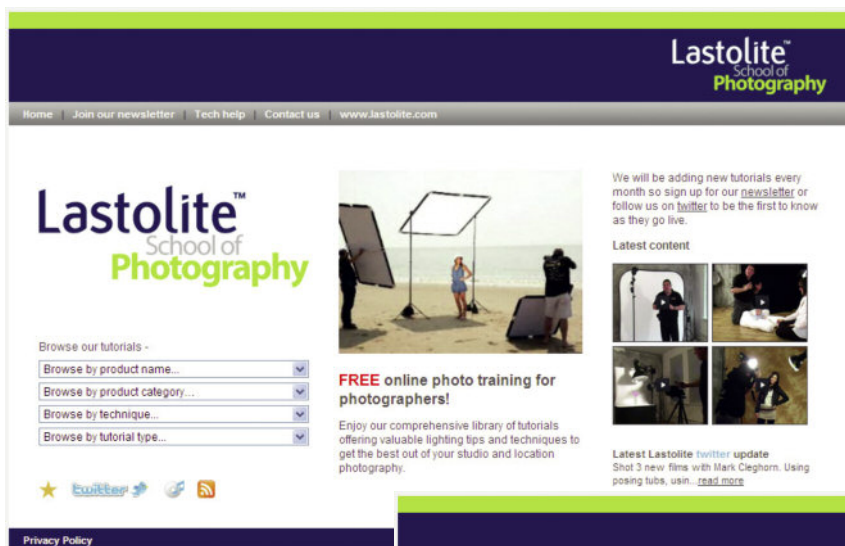 Lastolite™
School of
Photography
Home | Join our newsletter | Tech help | Contact us | www.lastolite.com
Lastolite™
School of
Photography
Browse our tutorials -
Browse by product name...
Browse by product category...
Browse by technique...
Browse by tutorial type...
twitter
FREE online photo training for
photographers!
Enjoy our comprehensive library of tutorials
offering valuable lighting tips and techniques to
get the best out of your studio and location
photography.
We will be adding new tutorials every
month so sign up for our newsletter or
follow us on twitter to be the first to know
as they go live.
Latest content
Latest Lastolite twitter update
Shot 3 new films with Mark Cleghorn. Using
posing tubs, usin...read more
Privacy Policy